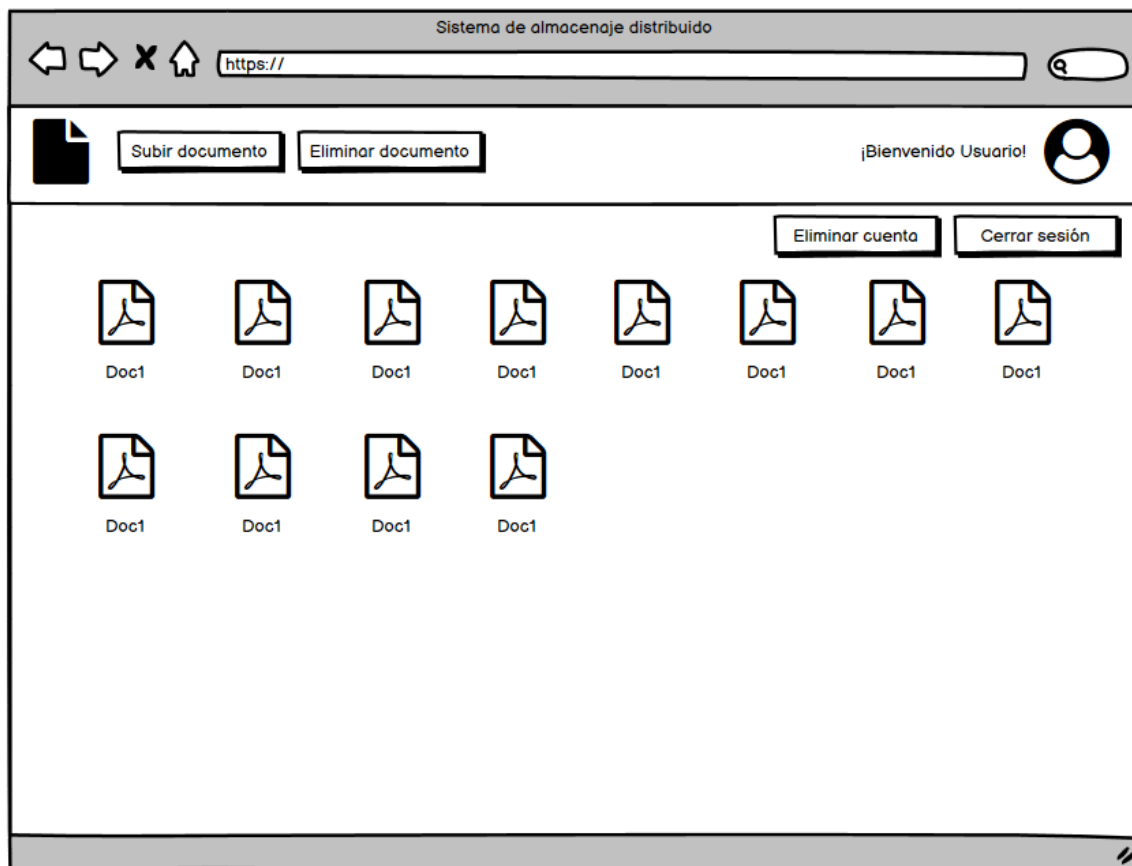 Sistema de almacenaje distribuido
https://
Subir documento
Eliminar documento
¡Bienvenido Usuario!
Eliminar cuenta
Cerrar sesión
Doc1 Doc1 Doc1 Doc1 Doc1 Doc1 Doc1 Doc1
Doc1 Doc1 Doc1 Doc1